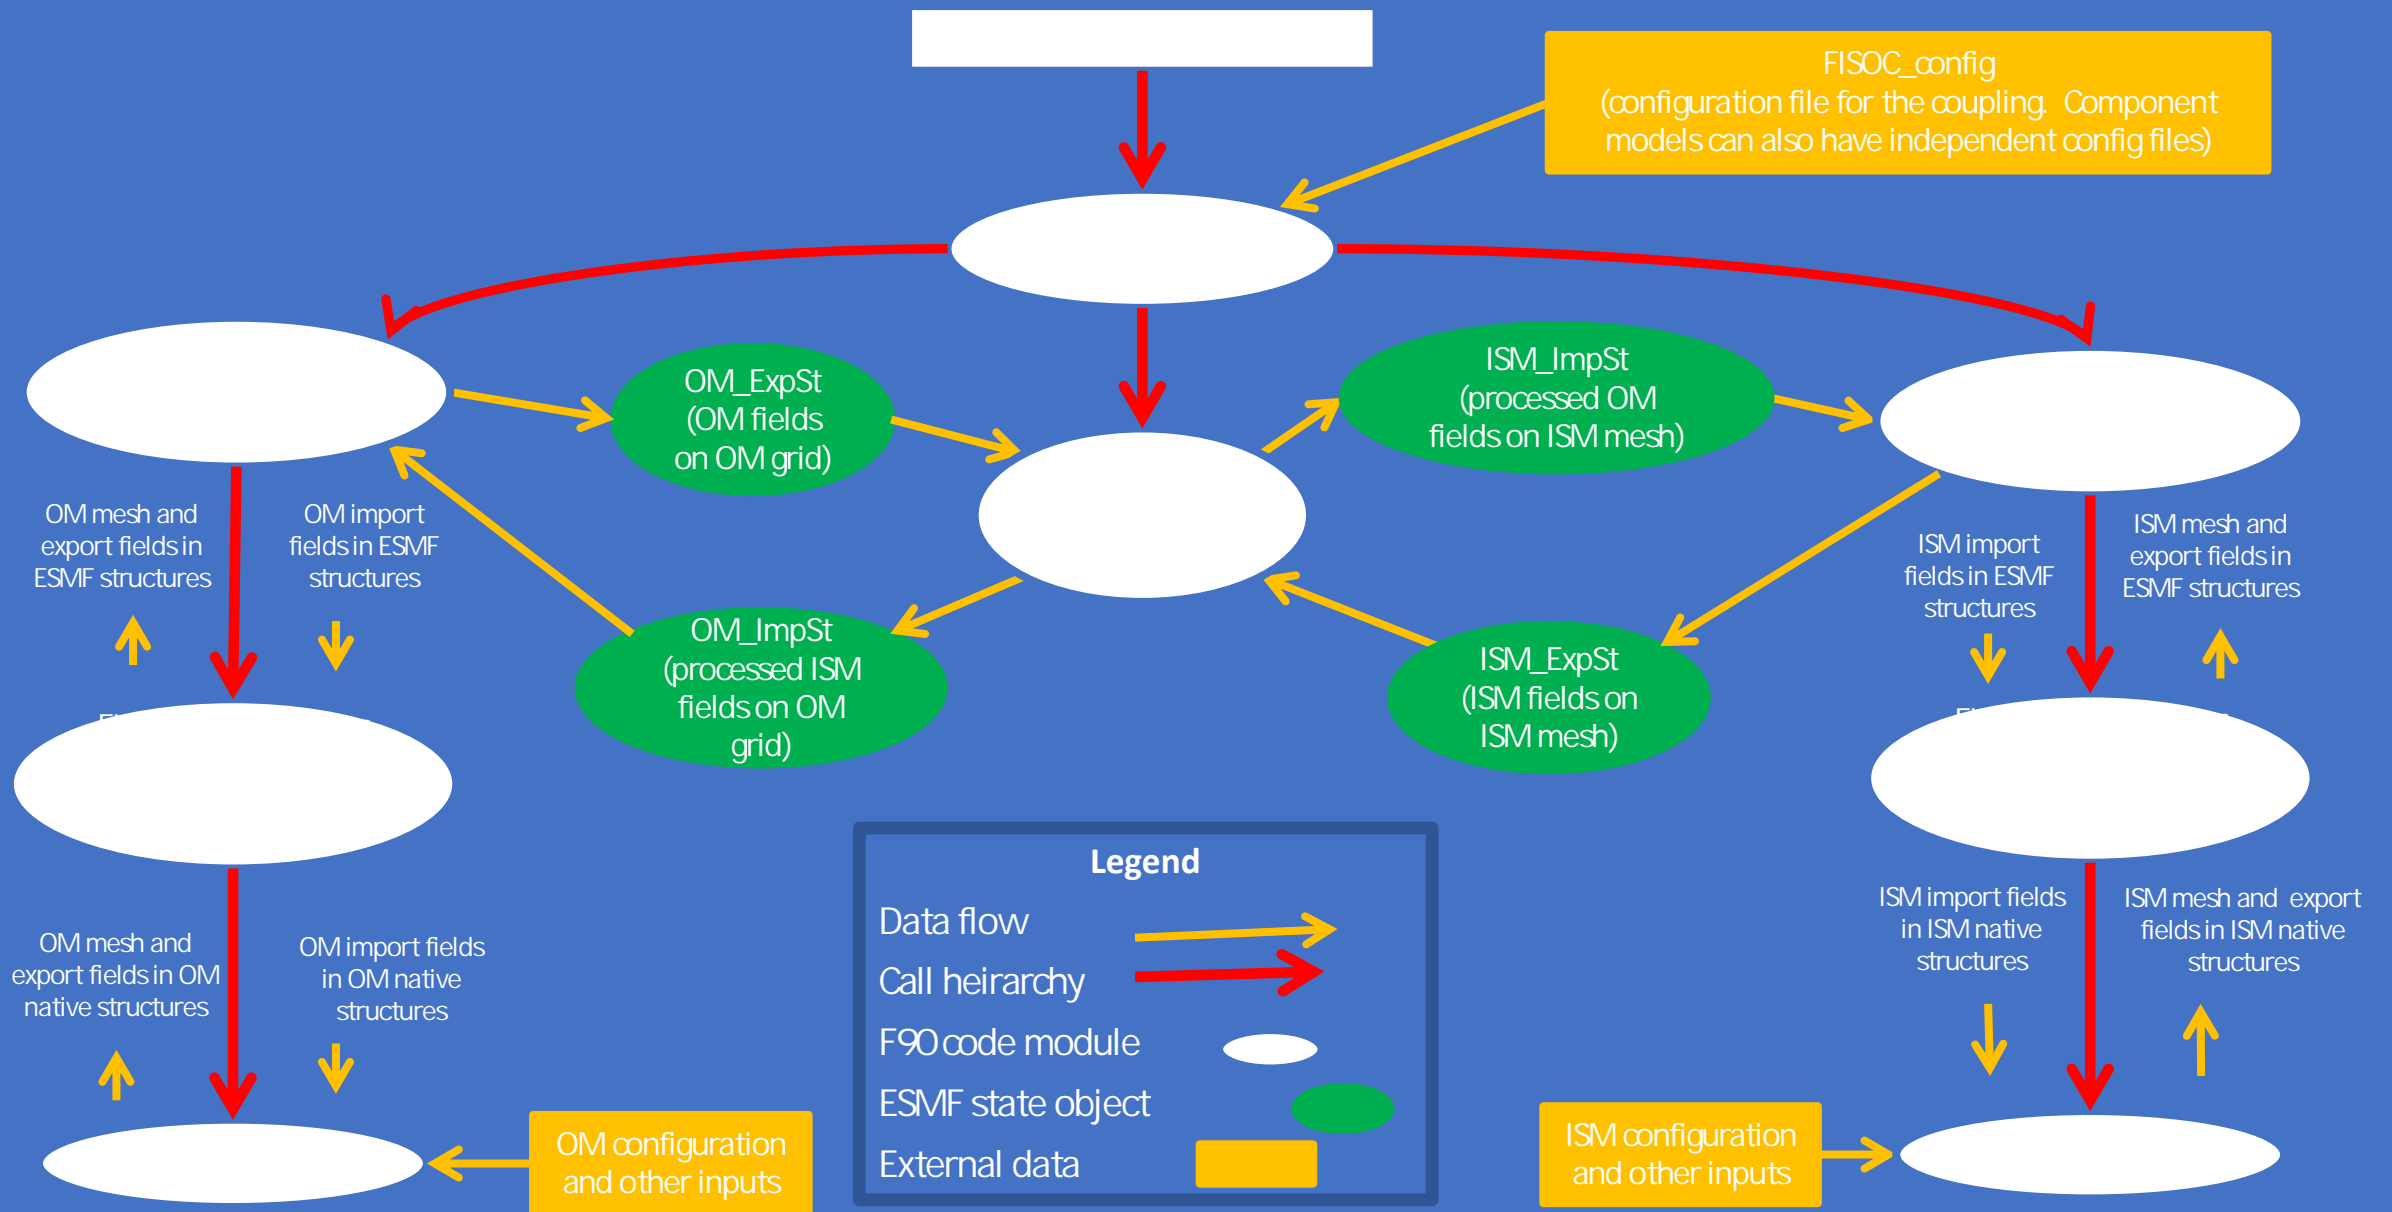 FISOC_config
(configuration file for the coupling. Component
models can also have independent config files)
OM_ExpSt
(OM fields
on OM grid)
ISM_ImpSt
(processed OM
fields on ISM mesh)
OM mesh and
export fields in
ESMF structures
OM import
fields in ESMF
structures
ISM import
fields in ESMF
structures
ISM mesh and
export fields in
ESMF structures
OM_ImpSt
(processed ISM
fields on OM
grid)
ISM_ExpSt
(ISM fields on
ISM mesh)
Legend
Data flow
Call heirarchy
F90 code module
ESMF state object
External data
OM mesh and
export fields in OM
native structures
OM import fields
in OM native
structures
ISM import fields
in ISM native
structures
ISM mesh and export
fields in ISM native
structures
OM configuration
and other inputs
ISM configuration
and other inputs